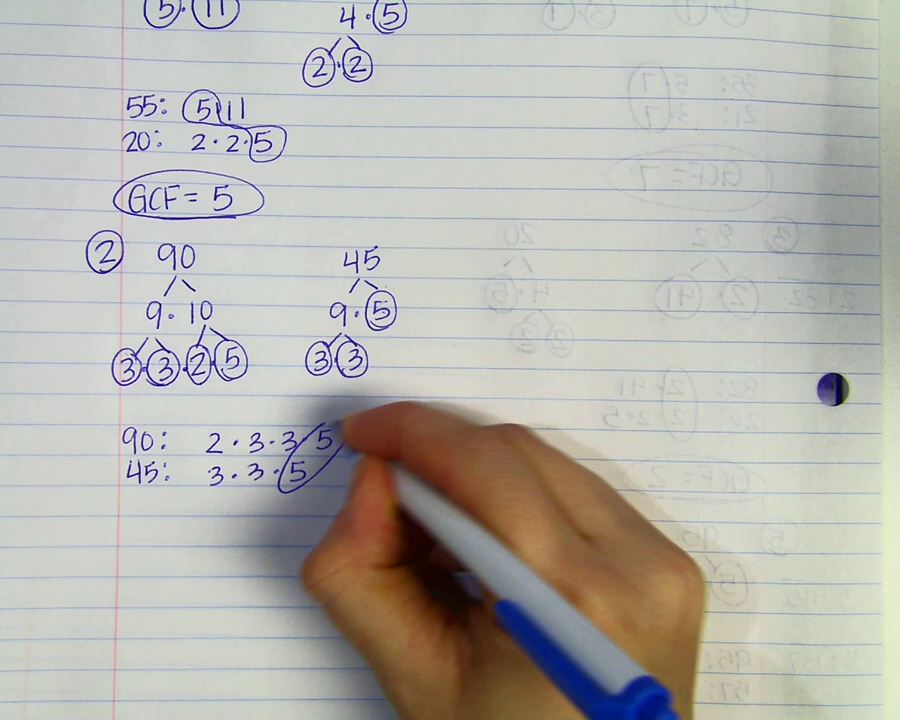 5 · 11 4 · 5
2 · 2
55: 5 · 11
20: 2 · 2 · 5
GCF = 5
2 90 45
9 · 10 9 · 5
3 · 3 · 2 · 5 3 · 3
90: 2 · 3 · 3 · 5
45: 3 · 3 · 5